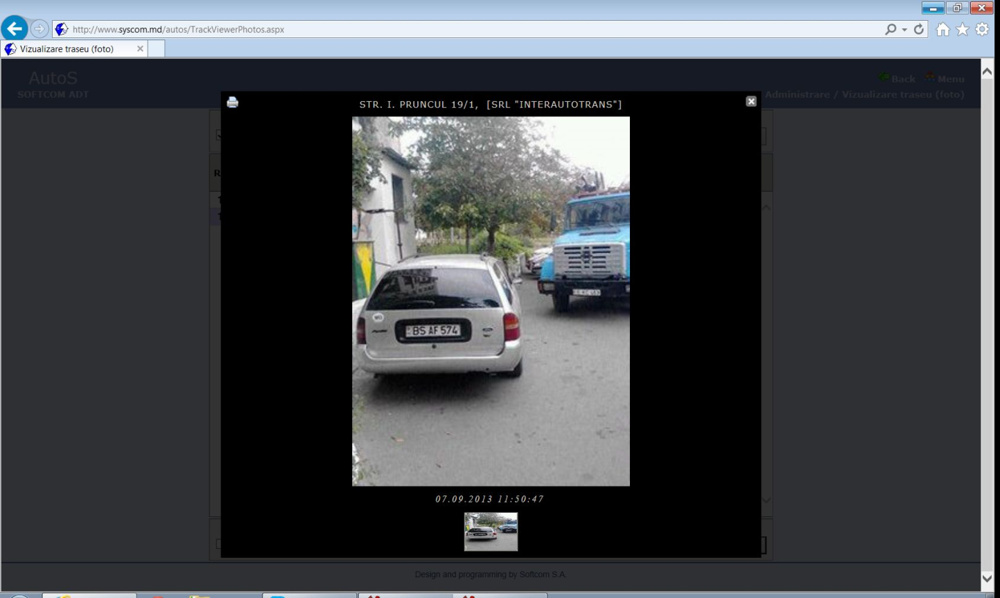 http://www.syscom.md/autos/TrackViewerPhotos.aspx
Vizualizare traseu (foto)
AutoS
SOFTCOM ADT
Back Menu
Administrare / Vizualizare traseu (foto)
STR. I. PRUNCUL 19/1, [SRL "INTERAUTOTRANS"]
R
MD
BS AF 574
07.09.2013 11:50:47
Design and programming by Softcom S.A.